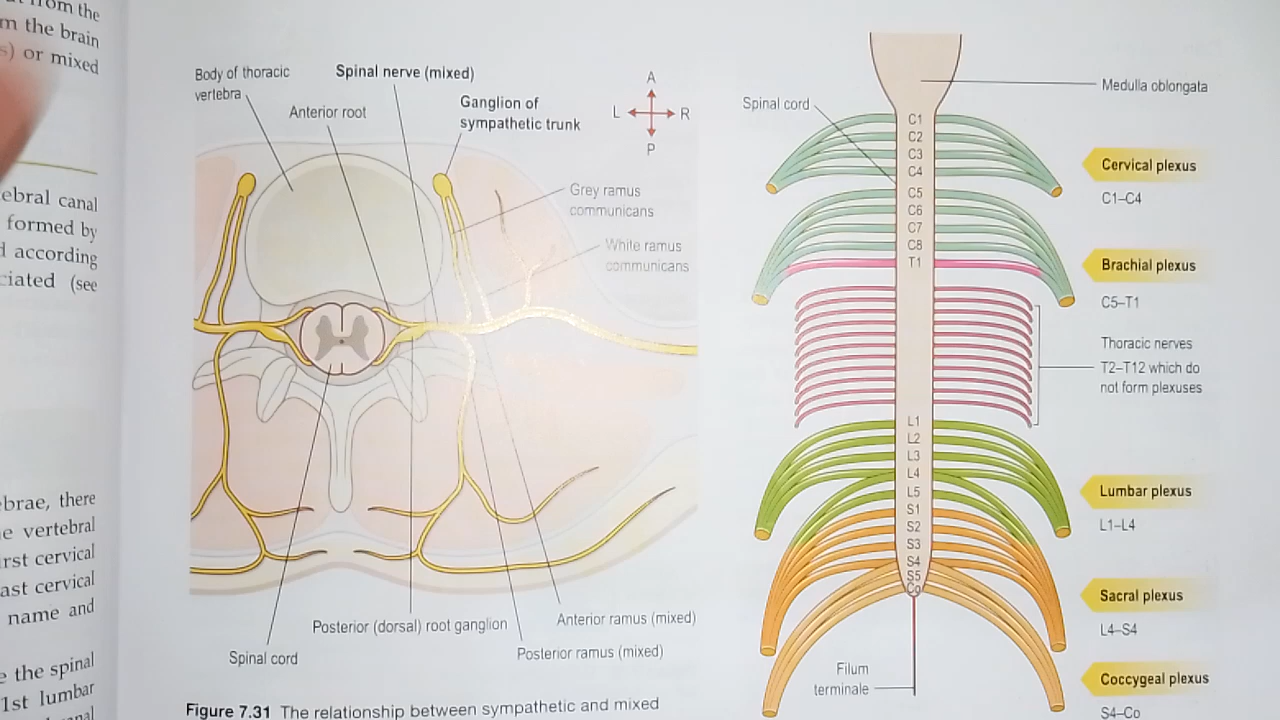 from the
m the brain
s) or mixed
ebral canal
formed by
d according
ciated (see
ebrae, there
e vertebral
irst cervical
ast cervical
name and
e the spinal
1st lumbar
Body of thoracic
vertebra
Spinal nerve (mixed)
Anterior root
Ganglion of
sympathetic trunk
A
L
R
P
Grey ramus
communicans
White ramus
communicans
Posterior (dorsal) root ganglion
Anterior ramus (mixed)
Spinal cord
Posterior ramus (mixed)
Figure 7.31 The relationship between sympathetic and mixed
Spinal cord
Medulla oblongata
C1
C2
C3
C4
C5
C6
C7
C8
T1
L1
L2
L3
L4
L5
S1
S2
S3
S4
S5
Co
Cervical plexus
C1–C4
Brachial plexus
C5–T1
Thoracic nerves
T2–T12 which do
not form plexuses
Lumbar plexus
L1–L4
Sacral plexus
L4–S4
Coccygeal plexus
S4–Co
Filum
terminale